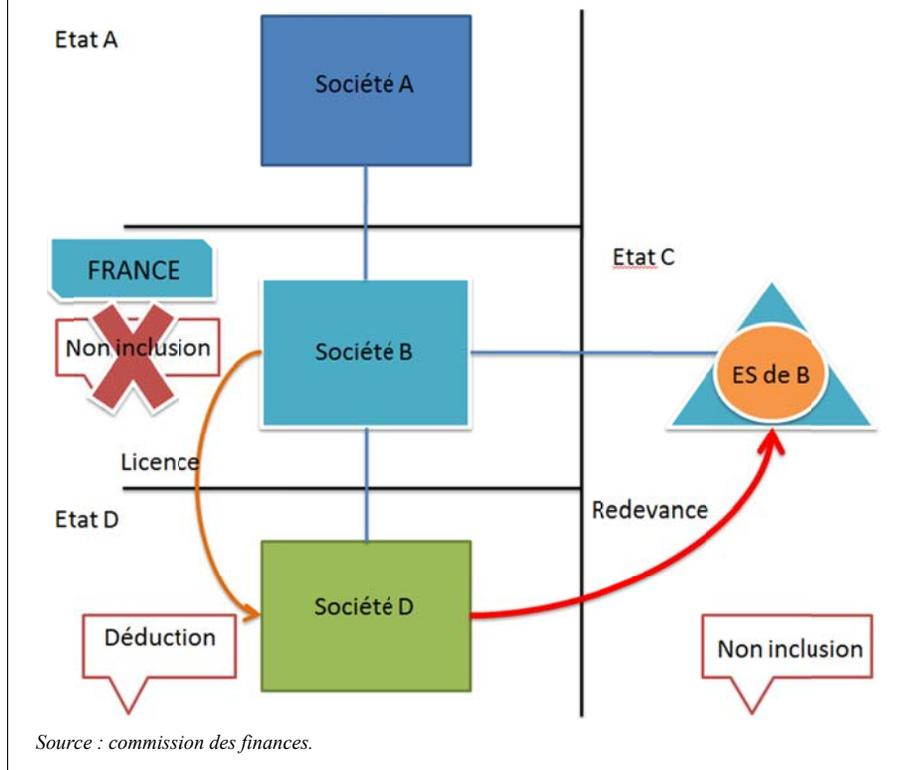 Etat A
Société A
Etat C
FRANCE
Non inclusion
Société B
ES de B
Licence
Etat D
Redevance
Société D
Déduction
Non inclusion
Source : commission des finances.